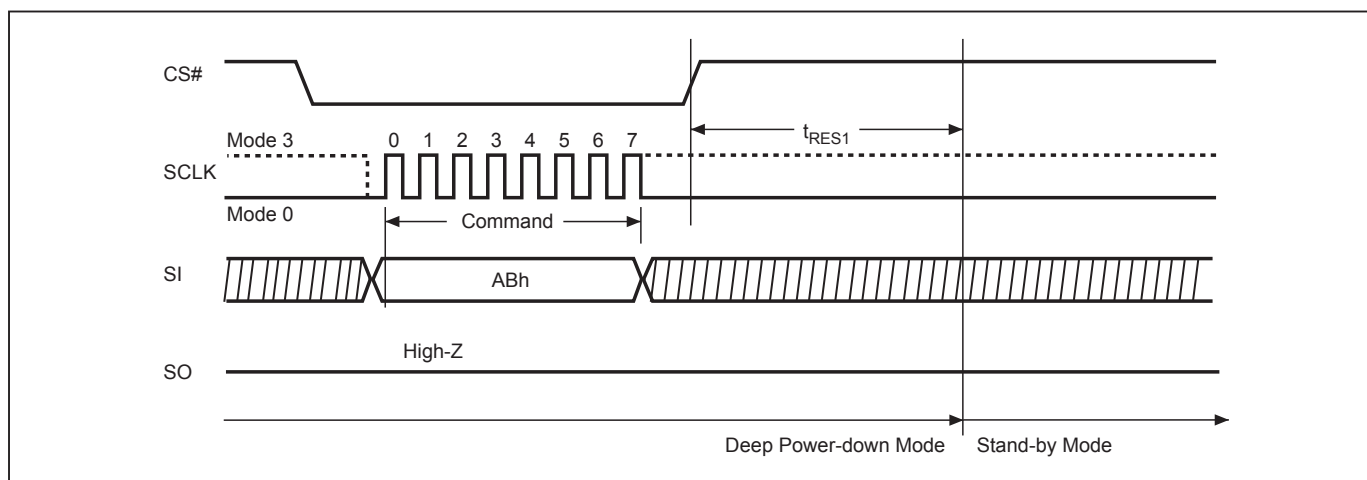 CS#
tRES1
Mode 3
0 1 2 3 4 5 6 7
SCLK
Mode 0
Command
SI
ABh
High-Z
SO
Deep Power-down Mode
Stand-by Mode